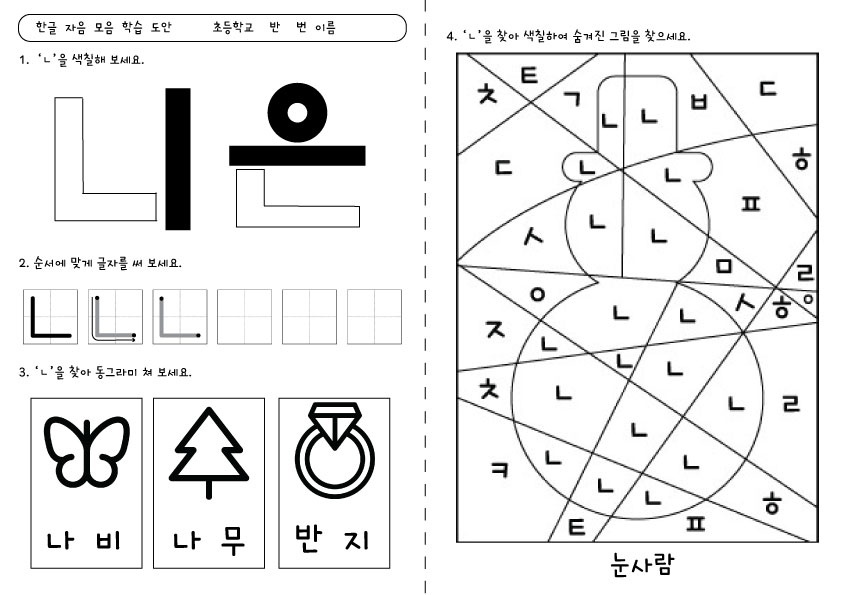 한글 자음 모음 학습 도안 초등학교 반 번 이름
1. ‘ㄴ’을 색칠해 보세요.
니 은
2. 순서에 맞게 글자를 써 보세요.
ㄴ ㄴ ㄴ
3. ‘ㄴ’을 찾아 동그라미 쳐 보세요.
나 비
나 무
반 지
4. ‘ㄴ’을 찾아 색칠하여 숨겨진 그림을 찾으세요.
ㅊ ㅌ ㄱ ㄴ ㄴ ㅂ ㄷ
ㄷ ㄴ ㄴ ㅎ
ㅅ ㄴ ㄴ ㅍ
ㅇ ㅁ ㄹ
ㅈ ㄴ ㄴ ㅅ ㅎ ㅇ
ㄴ ㄴ ㄴ
ㅊ ㄴ ㄴ ㄹ
ㅋ ㄴ ㄴ ㄴ
ㄴ ㄴ ㅎ
ㅌ ㅍ
눈사람